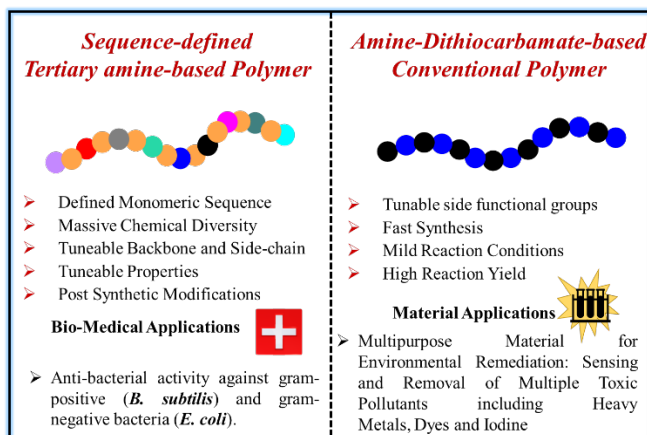 Sequence-defined
Tertiary amine-based Polymer
Defined Monomeric Sequence
Massive Chemical Diversity
Tuneable Backbone and Side-chain
Tuneable Properties
Post Synthetic Modifications
Bio-Medical Applications
Anti-bacterial activity against gram-
positive (B. subtilis) and gram-
negative bacteria (E. coli).
Amine-Dithiocarbamate-based
Conventional Polymer
Tunable side functional groups
Fast Synthesis
Mild Reaction Conditions
High Reaction Yield
Material Applications
Multipurpose Material for
Environmental Remediation: Sensing
and Removal of Multiple Toxic
Pollutants including Heavy
Metals, Dyes and Iodine